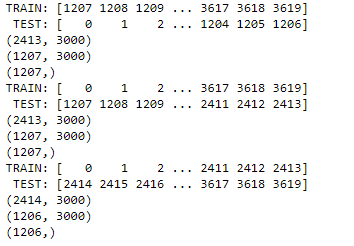 TRAIN: [1207 1208 1209 ... 3617 3618 3619]
 TEST: [   0    1    2 ... 1204 1205 1206]
(2413, 3000)
(1207, 3000)
(1207,)
TRAIN: [   0    1    2 ... 3617 3618 3619]
 TEST: [1207 1208 1209 ... 2411 2412 2413]
(2413, 3000)
(1207, 3000)
(1207,)
TRAIN: [   0    1    2 ... 2411 2412 2413]
 TEST: [2414 2415 2416 ... 3617 3618 3619]
(2414, 3000)
(1206, 3000)
(1206,)